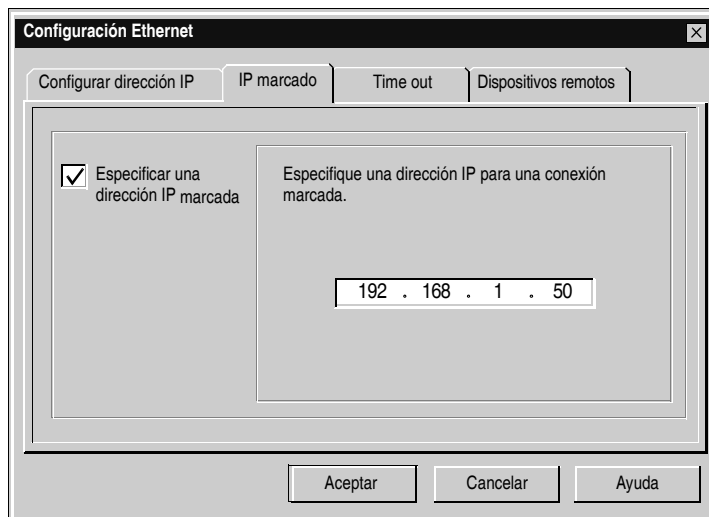 Configuración Ethernet
Configurar dirección IP
IP marcado
Time out
Dispositivos remotos
Especificar una
dirección IP marcada
Especifique una dirección IP para una conexión
marcada.
192 . 168 . 1 . 50
Aceptar
Cancelar
Ayuda